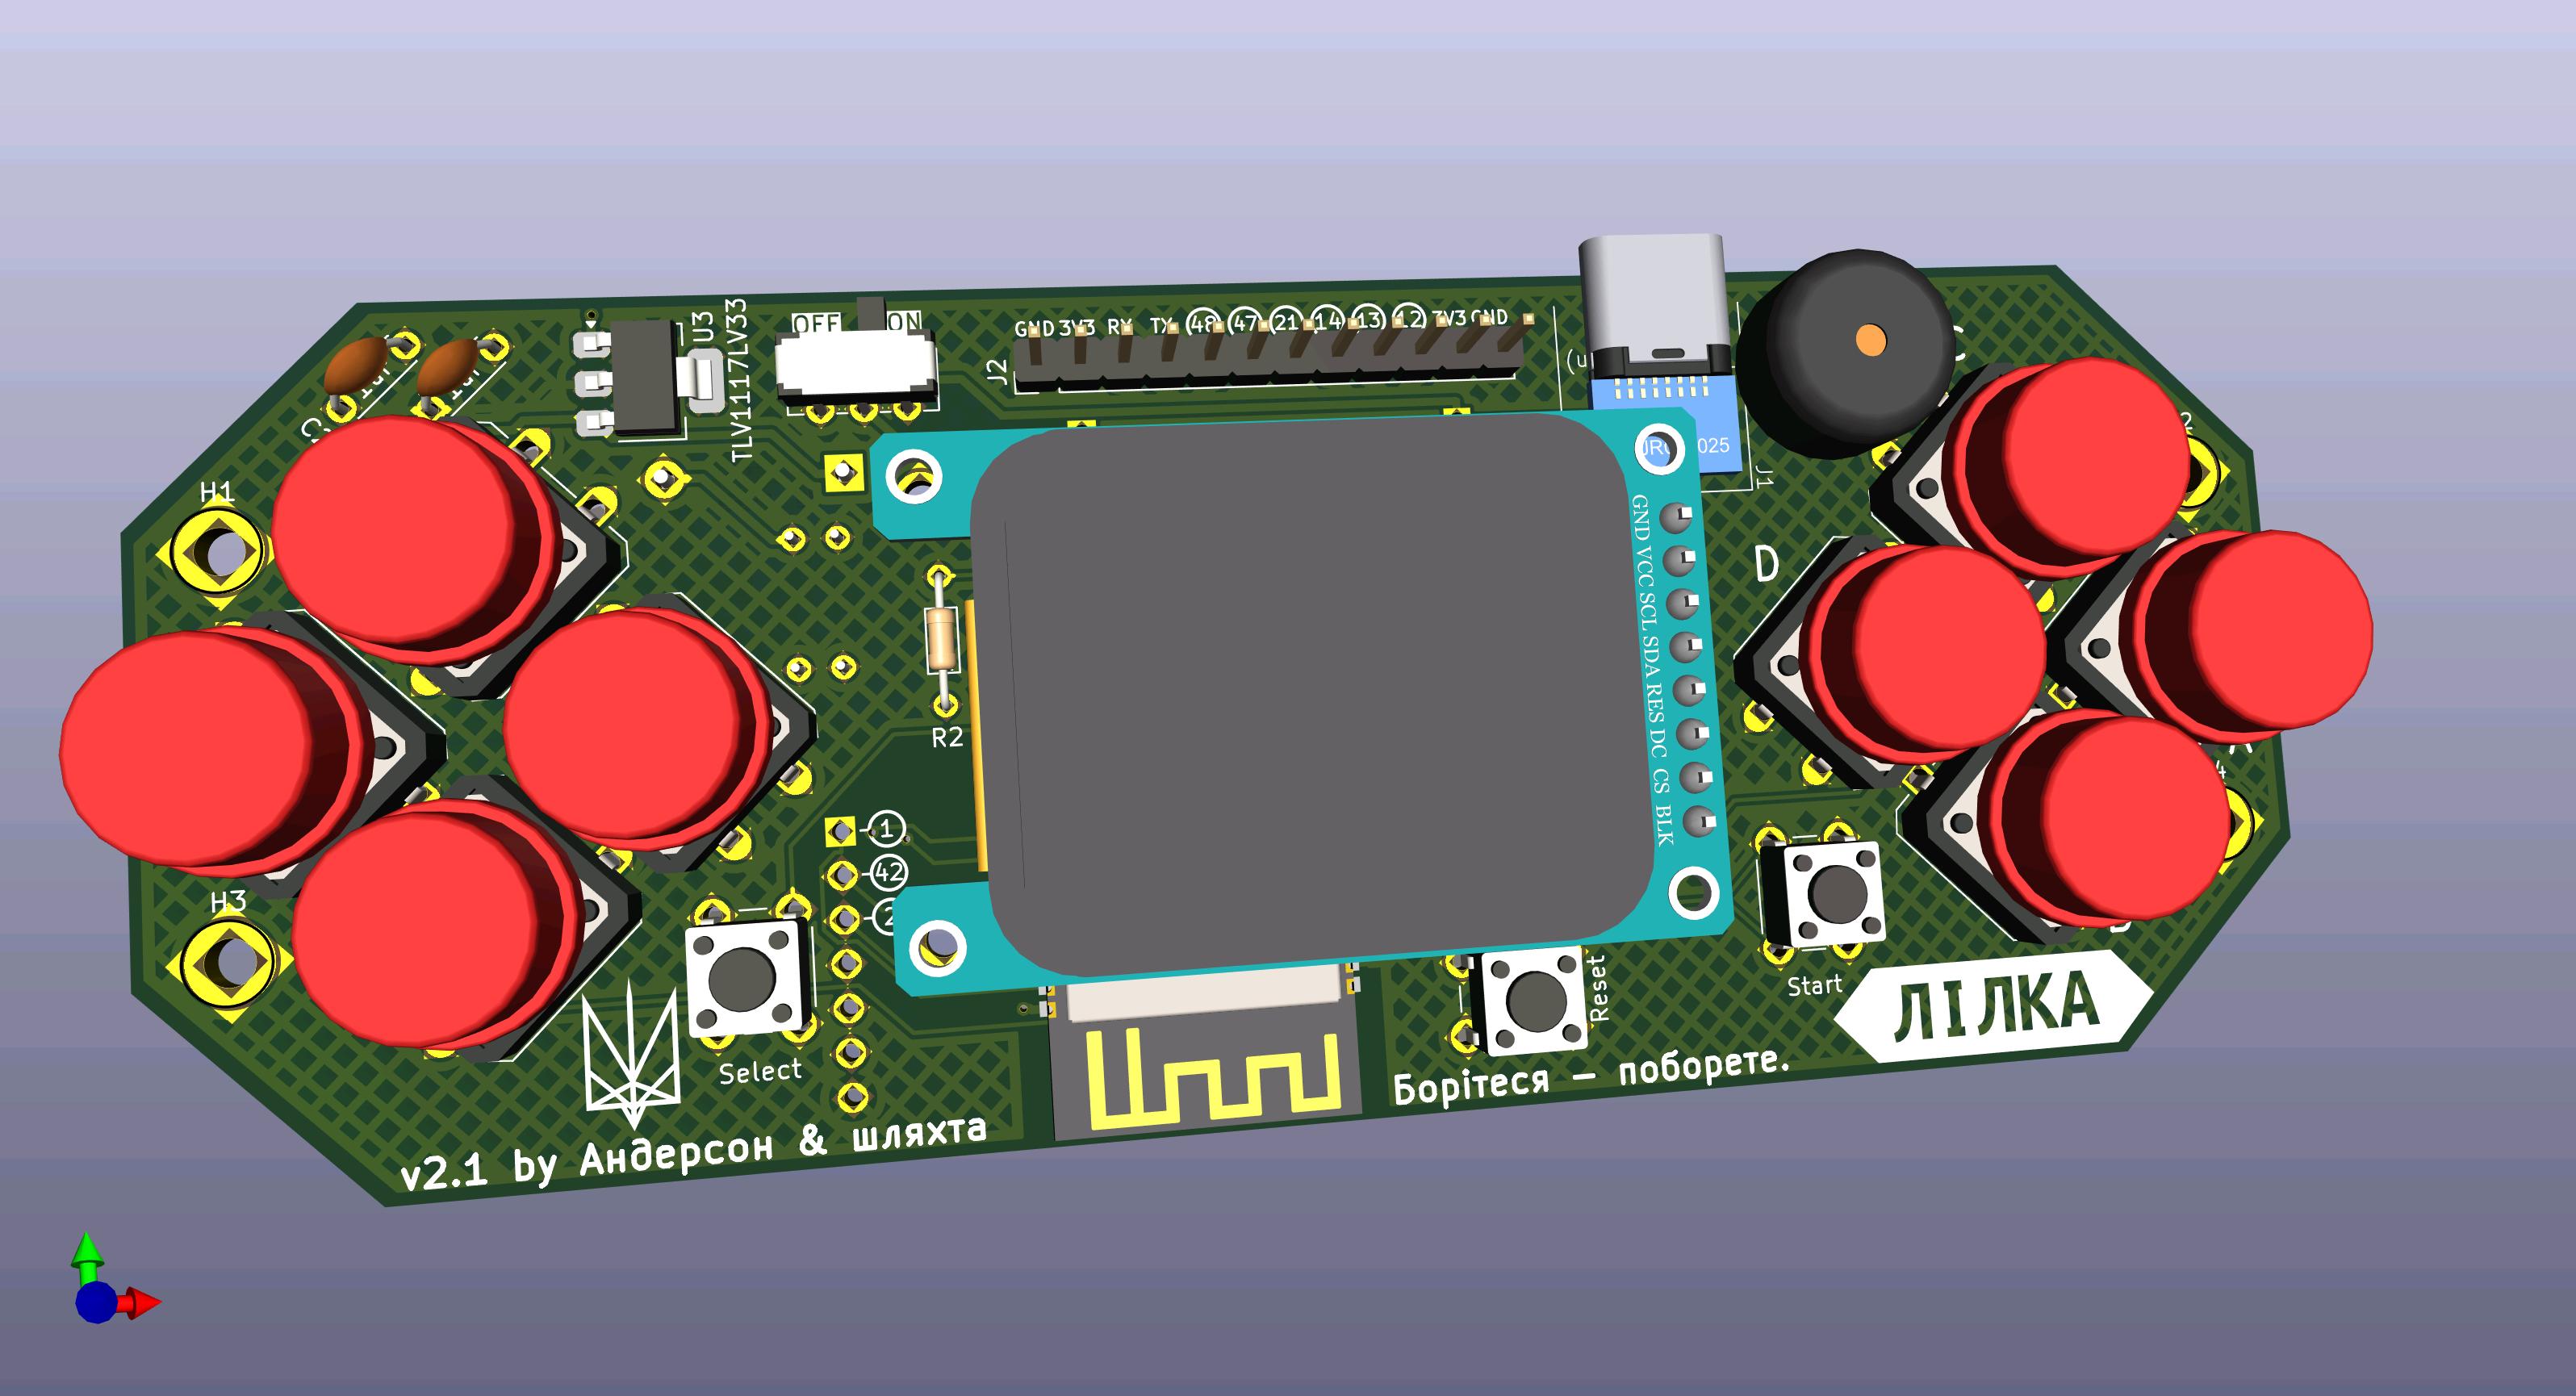 OFF ON
U3
TLV1117LV33
GND 3V3 RX TX 48 47 21 14 13 12 3V3 GND
J2
J1
H1
GND VCC SCL SDA RES DC CS BLK
D
R2
1
42
2
H3
Select
Reset
Start
ЛІЛКА
Борітеся — поборете.
v2.1 by Андерсон & шляхта